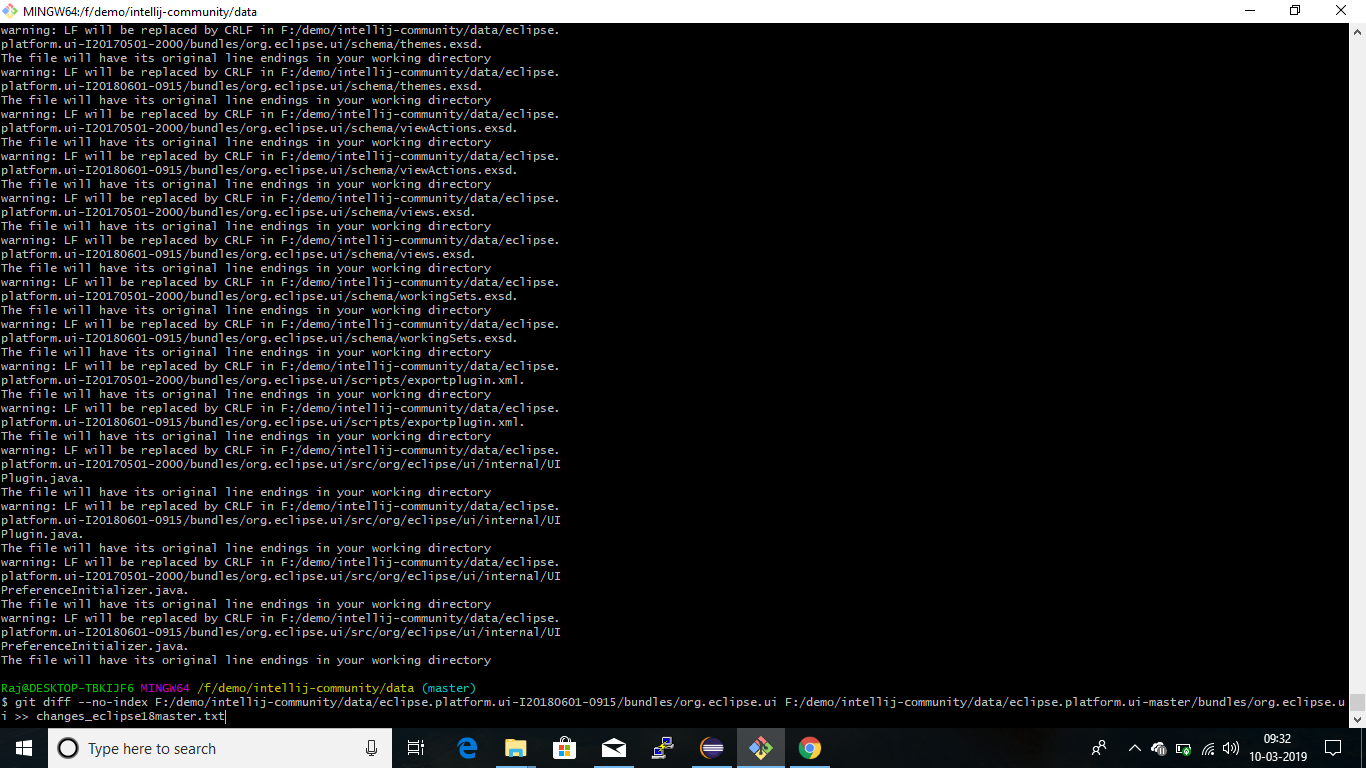 MINGW64:/f/demo/intellij-community/data
warning: LF will be replaced by CRLF in F:/demo/intellij-community/data/eclipse.
platform.ui-I20170501-2000/bundles/org.eclipse.ui/schema/themes.exsd.
The file will have its original line endings in your working directory
warning: LF will be replaced by CRLF in F:/demo/intellij-community/data/eclipse.
platform.ui-I20180601-0915/bundles/org.eclipse.ui/schema/themes.exsd.
The file will have its original line endings in your working directory
warning: LF will be replaced by CRLF in F:/demo/intellij-community/data/eclipse.
platform.ui-I20170501-2000/bundles/org.eclipse.ui/schema/viewActions.exsd.
The file will have its original line endings in your working directory
warning: LF will be replaced by CRLF in F:/demo/intellij-community/data/eclipse.
platform.ui-I20180601-0915/bundles/org.eclipse.ui/schema/viewActions.exsd.
The file will have its original line endings in your working directory
warning: LF will be replaced by CRLF in F:/demo/intellij-community/data/eclipse.
platform.ui-I20170501-2000/bundles/org.eclipse.ui/schema/views.exsd.
The file will have its original line endings in your working directory
warning: LF will be replaced by CRLF in F:/demo/intellij-community/data/eclipse.
platform.ui-I20180601-0915/bundles/org.eclipse.ui/schema/views.exsd.
The file will have its original line endings in your working directory
warning: LF will be replaced by CRLF in F:/demo/intellij-community/data/eclipse.
platform.ui-I20170501-2000/bundles/org.eclipse.ui/schema/workingSets.exsd.
The file will have its original line endings in your working directory
warning: LF will be replaced by CRLF in F:/demo/intellij-community/data/eclipse.
platform.ui-I20180601-0915/bundles/org.eclipse.ui/schema/workingSets.exsd.
The file will have its original line endings in your working directory
warning: LF will be replaced by CRLF in F:/demo/intellij-community/data/eclipse.
platform.ui-I20170501-2000/bundles/org.eclipse.ui/scripts/exportplugin.xml.
The file will have its original line endings in your working directory
warning: LF will be replaced by CRLF in F:/demo/intellij-community/data/eclipse.
platform.ui-I20180601-0915/bundles/org.eclipse.ui/scripts/exportplugin.xml.
The file will have its original line endings in your working directory
warning: LF will be replaced by CRLF in F:/demo/intellij-community/data/eclipse.
platform.ui-I20170501-2000/bundles/org.eclipse.ui/src/org/eclipse/ui/internal/UI
Plugin.java.
The file will have its original line endings in your working directory
warning: LF will be replaced by CRLF in F:/demo/intellij-community/data/eclipse.
platform.ui-I20180601-0915/bundles/org.eclipse.ui/src/org/eclipse/ui/internal/UI
Plugin.java.
The file will have its original line endings in your working directory
warning: LF will be replaced by CRLF in F:/demo/intellij-community/data/eclipse.
platform.ui-I20170501-2000/bundles/org.eclipse.ui/src/org/eclipse/ui/internal/UI
PreferenceInitializer.java.
The file will have its original line endings in your working directory
warning: LF will be replaced by CRLF in F:/demo/intellij-community/data/eclipse.
platform.ui-I20180601-0915/bundles/org.eclipse.ui/src/org/eclipse/ui/internal/UI
PreferenceInitializer.java.
The file will have its original line endings in your working directory
Raj@DESKTOP-TBKIJF6 MINGW64 /f/demo/intellij-community/data (master)
$ git diff --no-index F:/demo/intellij-community/data/eclipse.platform.ui-I20180601-0915/bundles/org.eclipse.ui F:/demo/intellij-community/data/eclipse.platform.ui-master/bundles/org.eclipse.u
i >> changes_eclipse18master.txt
Type here to search
09:32
10-03-2019